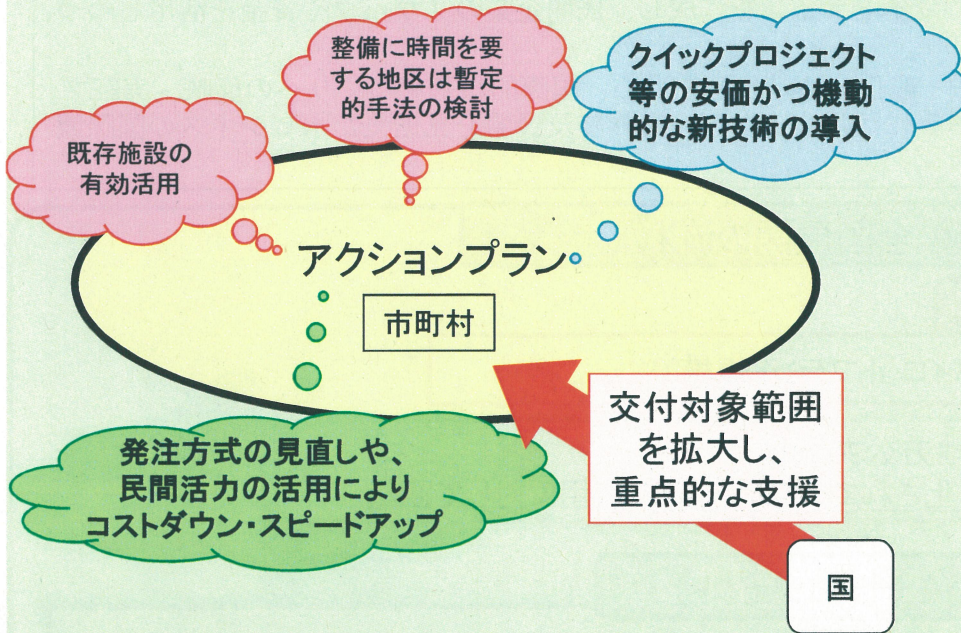 整備に時間を要
する地区は暫定
的手法の検討
クイックプロジェクト
等の安価かつ機動
的な新技術の導入
既存施設の
有効活用
アクションプラン
市町村
発注方式の見直しや、
民間活力の活用により
コストダウン・スピードアップ
交付対象範囲
を拡大し、
重点的な支援
国